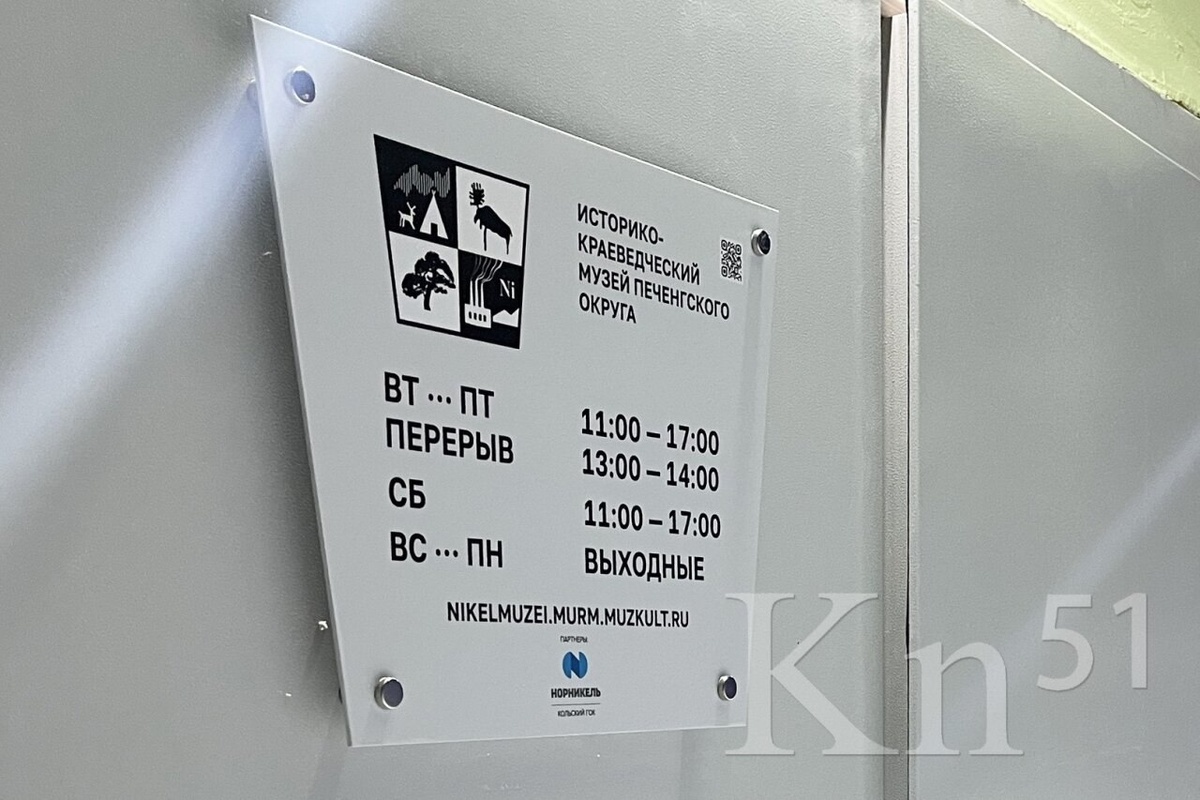 Ni
ИСТОРИКО-
КРАЕВЕДЧЕСКИЙ
МУЗЕЙ ПЕЧЕНГСКОГО
ОКРУГА
ВТ ... ПТ 11:00 – 17:00
ПЕРЕРЫВ 13:00 – 14:00
СБ 11:00 – 17:00
ВС ... ПН ВЫХОДНЫЕ
NIKELMUZEI.MURM.MUZKULT.RU
ПАРТНЕРЫ
НОРНИКЕЛЬ
КОЛЬСКИЙ ГОК
Kn51